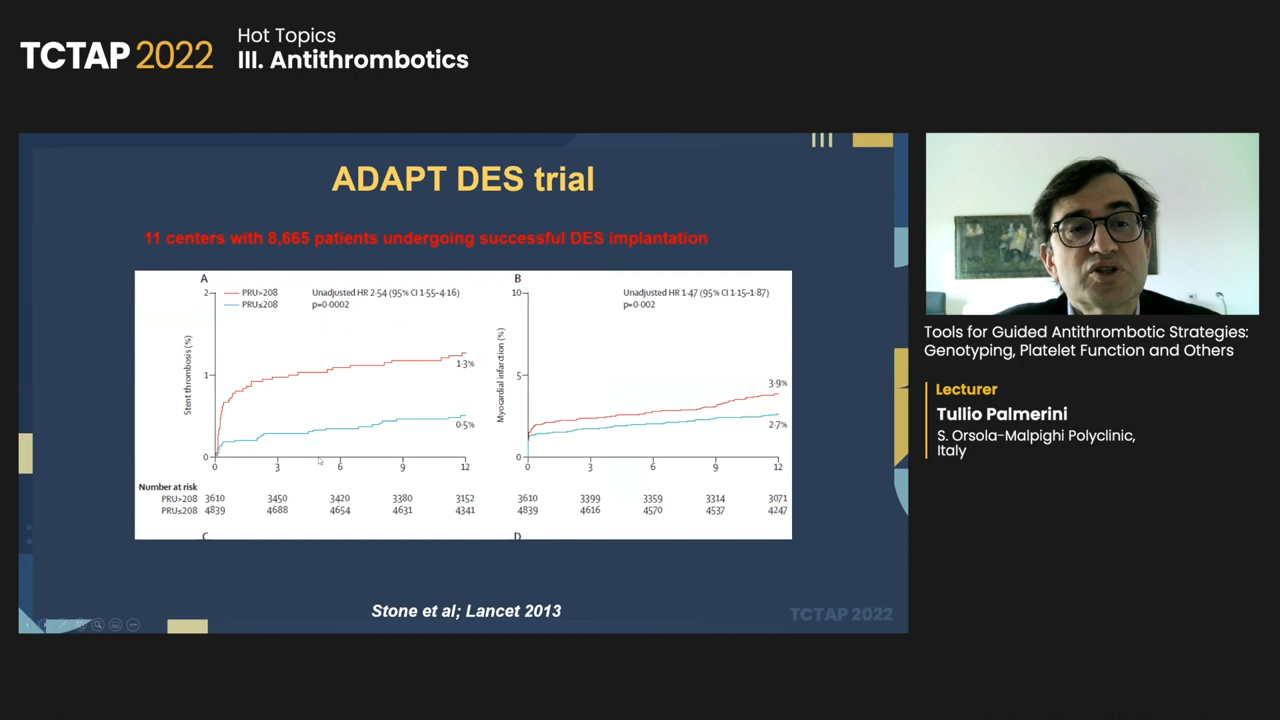 TCTAP 2022
Hot Topics
III. Antithrombotics
ADAPT DES trial
11 centers with 8,665 patients undergoing successful DES implantation
A
PRU>208
PRU≤208
Unadjusted HR 2·54 (95% CI 1·55–4·16)
p=0·0002
Stent thrombosis (%)
2
1
0
1·3%
0·5%
0 3 6 9 12
Number at risk
PRU>208 3610 3450 3420 3380 3152
PRU≤208 4839 4688 4654 4631 4341
C
B
Unadjusted HR 1·47 (95% CI 1·15–1·87)
p=0·002
Myocardial infarction (%)
10
5
0
3·9%
2·7%
0 3 6 9 12
3610 3399 3359 3314 3071
4839 4616 4570 4537 4247
D
Stone et al; Lancet 2013
TCTAP 2022
Tools for Guided Antithrombotic Strategies:
Genotyping, Platelet Function and Others
Lecturer
Tullio Palmerini
S. Orsola-Malpighi Polyclinic,
Italy